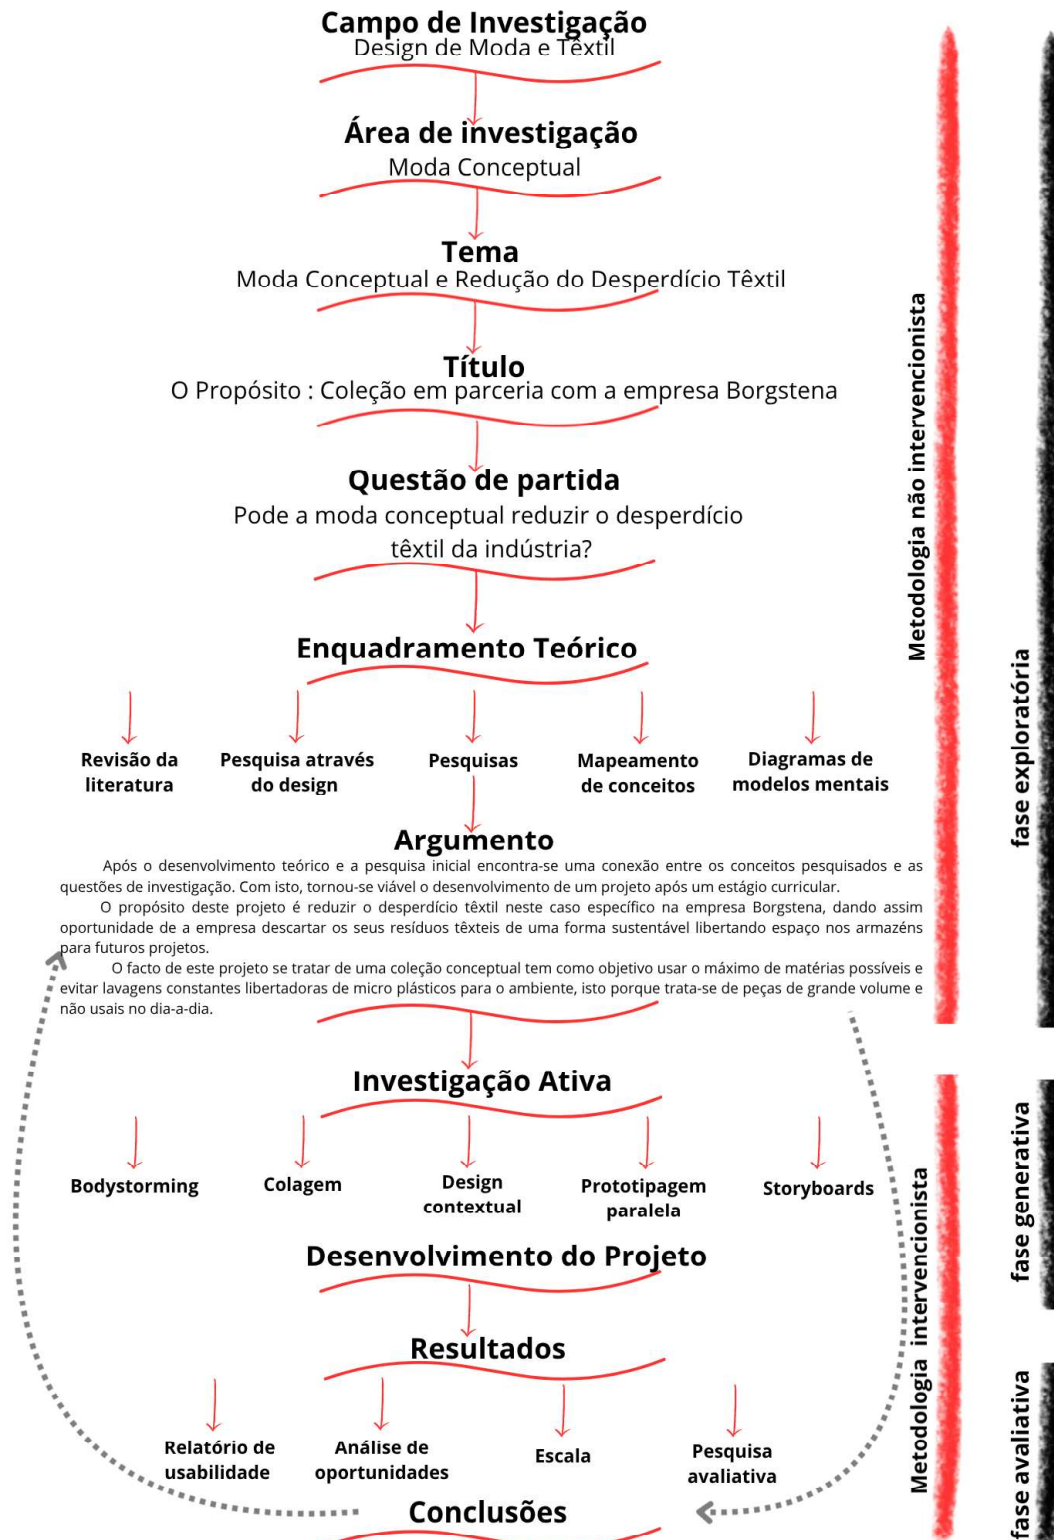 Campo de Investigação
Design de Moda e Têxtil
Área de investigação
Moda Conceptual
Tema
Moda Conceptual e Redução do Desperdício Têxtil
Título
O Propósito : Coleção em parceria com a empresa Borgstena
Questão de partida
Pode a moda conceptual reduzir o desperdício
têxtil da indústria?
Enquadramento Teórico
Revisão da
literatura
Pesquisa através
do design
Pesquisas
Mapeamento
de conceitos
Diagramas de
modelos mentais
Argumento
Após o desenvolvimento teórico e a pesquisa inicial encontra-se uma conexão entre os conceitos pesquisados e as
questões de investigação. Com isto, tornou-se viável o desenvolvimento de um projeto após um estágio curricular.
O propósito deste projeto é reduzir o desperdício têxtil neste caso específico na empresa Borgstena, dando assim
oportunidade de a empresa descartar os seus resíduos têxteis de uma forma sustentável libertando espaço nos armazéns
para futuros projetos.
O facto de este projeto se tratar de uma coleção conceptual tem como objetivo usar o máximo de matérias possíveis e
evitar lavagens constantes libertadoras de micro plásticos para o ambiente, isto porque trata-se de peças de grande volume e
não usais no dia-a-dia.
Investigação Ativa
Bodystorming
Colagem
Design
contextual
Prototipagem
paralela
Storyboards
Desenvolvimento do Projeto
Resultados
Relatório de
usabilidade
Análise de
oportunidades
Escala
Pesquisa
avaliativa
Conclusões
Metodologia não intervencionista
Metodologia intervencionista
fase exploratória
fase generativa
fase avaliativa